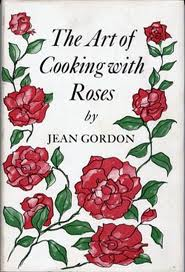 The Art of
Cooking with
Roses
by
JEAN GORDON